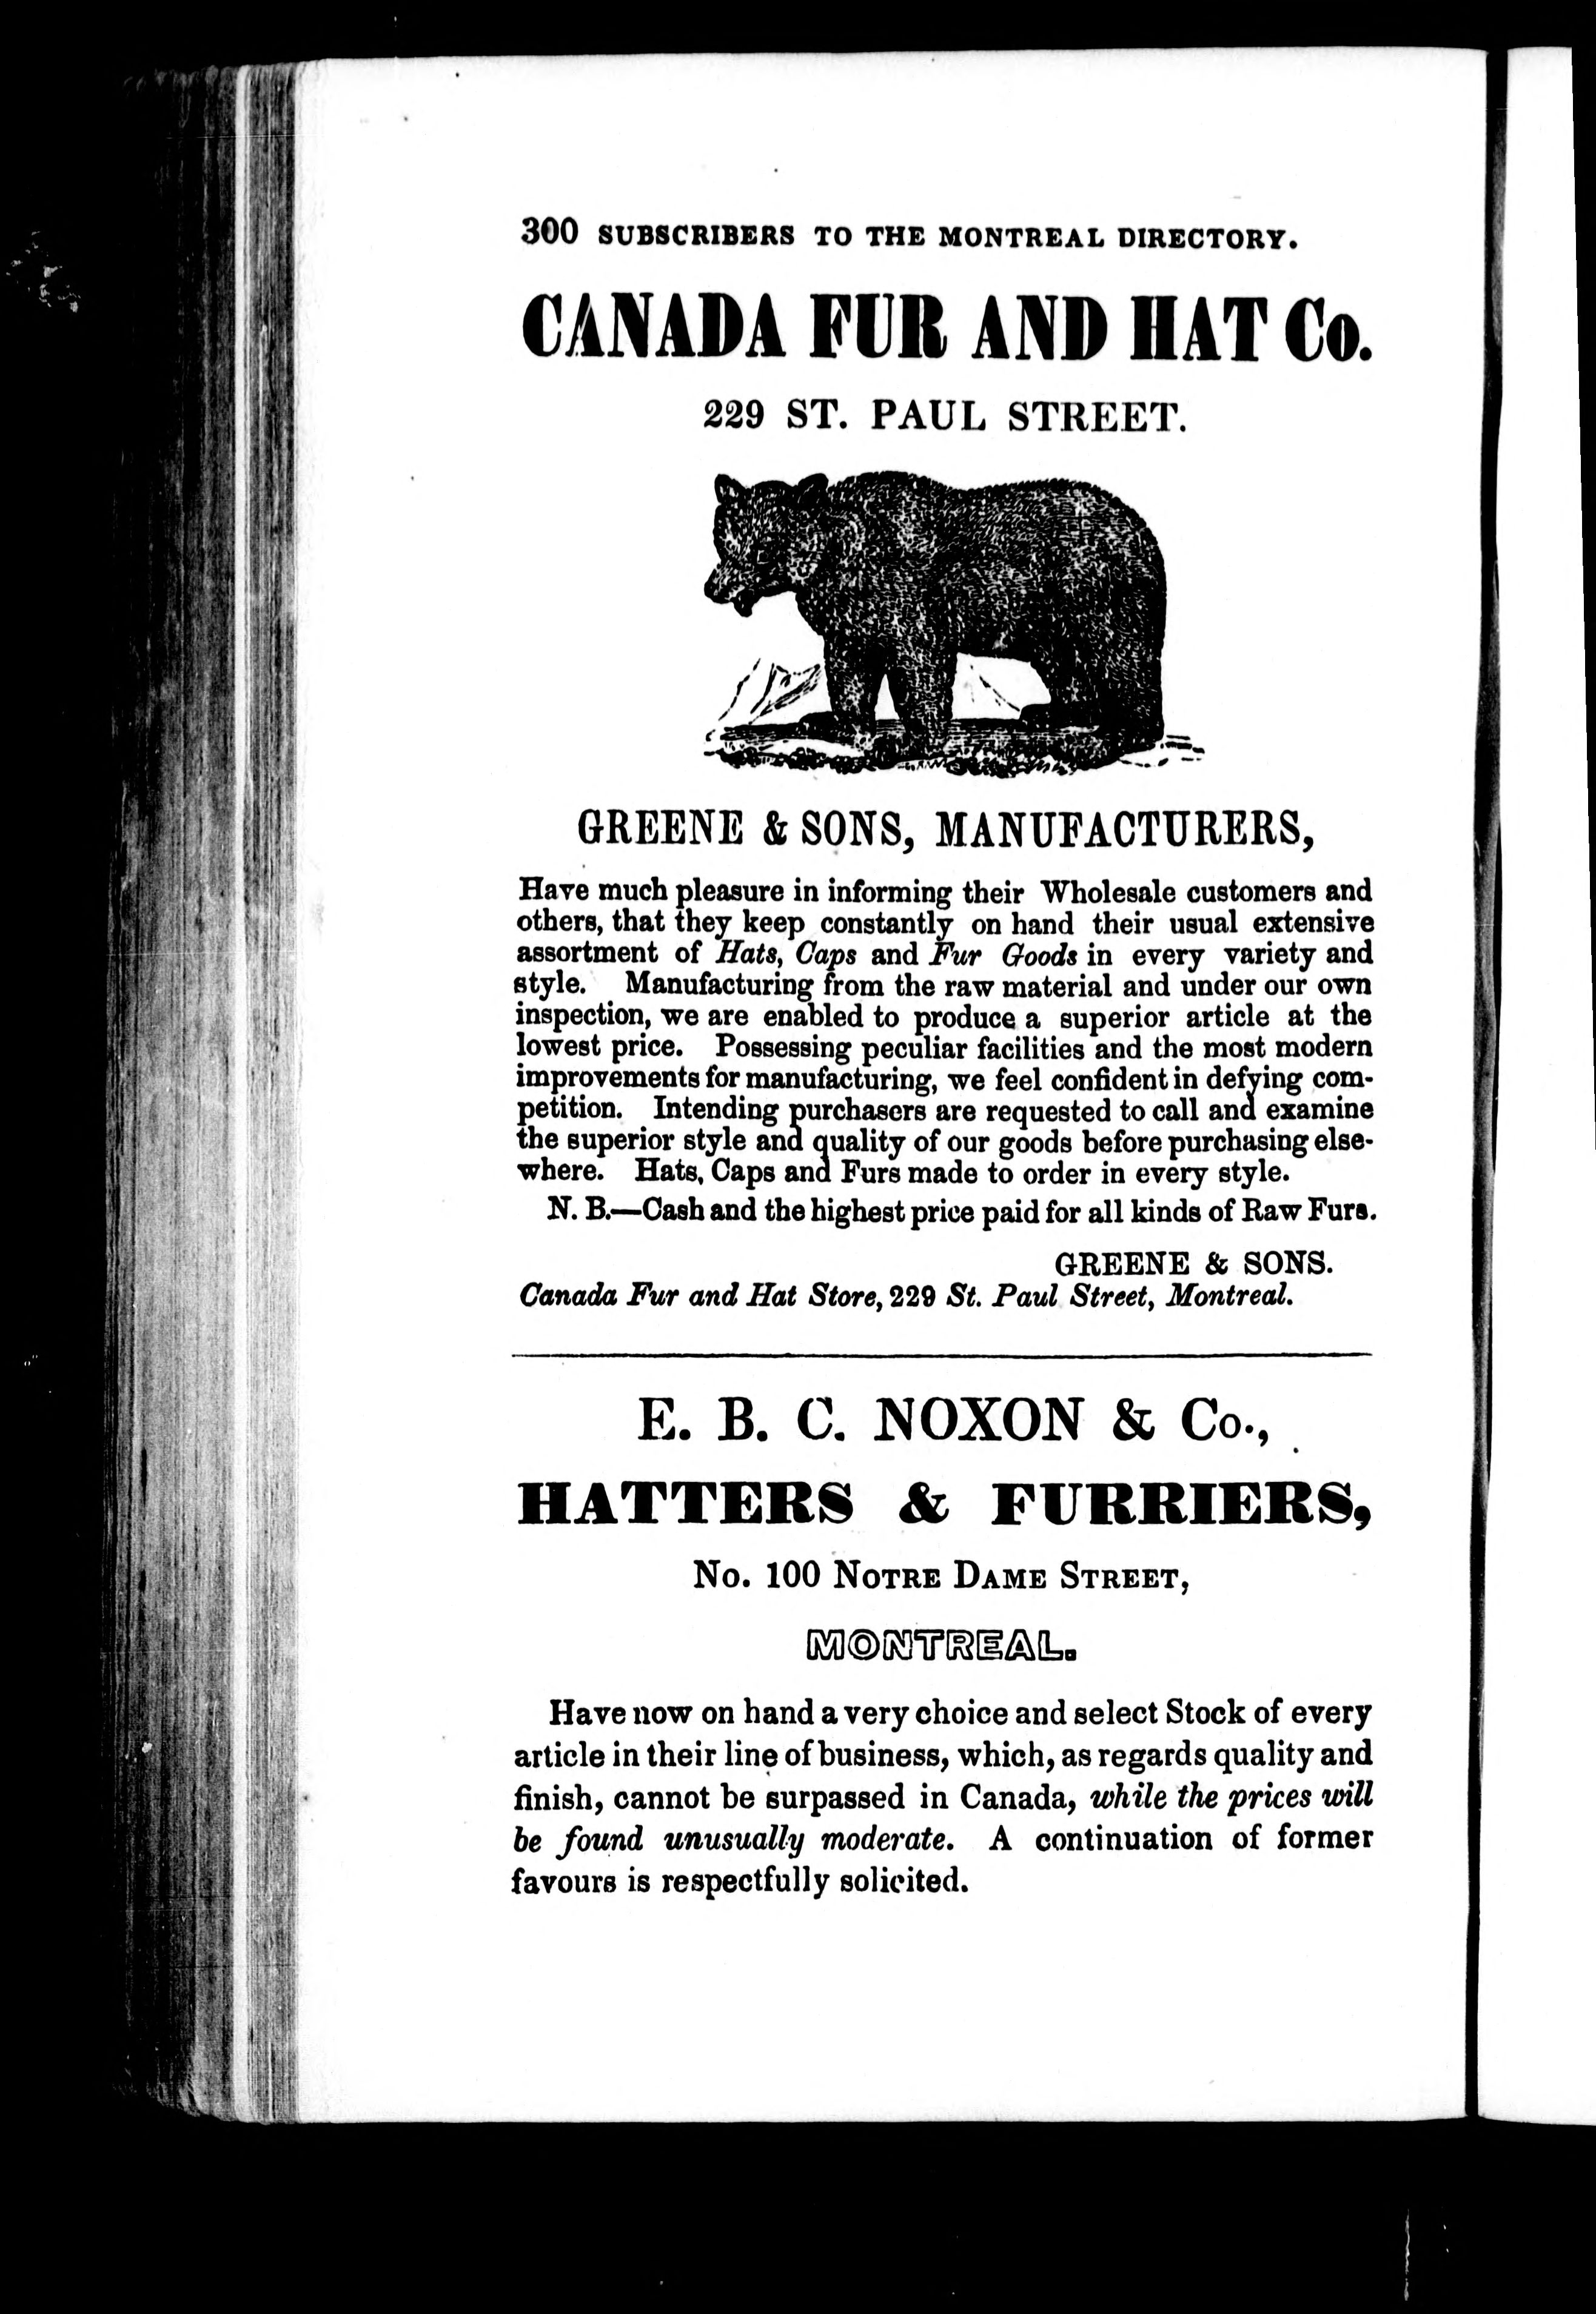 300 SUBSCRIBERS TO THE MONTREAL DIRECTORY.
CANADA FUR AND HAT Co.
229 ST. PAUL STREET.
GREENE & SONS, MANUFACTURERS,
Have much pleasure in informing their Wholesale customers and
others, that they keep constantly on hand their usual extensive
assortment of Hats, Caps and Fur Goods in every variety and
style. Manufacturing from the raw material and under our own
inspection, we are enabled to produce a superior article at the
lowest price. Possessing peculiar facilities and the most modern
improvements for manufacturing, we feel confident in defying com-
petition. Intending purchasers are requested to call and examine
the superior style and quality of our goods before purchasing else-
where. Hats, Caps and Furs made to order in every style.
N. B.—Cash and the highest price paid for all kinds of Raw Furs.
GREENE & SONS.
Canada Fur and Hat Store, 229 St. Paul Street, Montreal.
E. B. C. NOXON & Co.,
HATTERS & FURRIERS,
No. 100 Notre Dame Street,
MONTREAL.
Have now on hand a very choice and select Stock of every
article in their line of business, which, as regards quality and
finish, cannot be surpassed in Canada, while the prices will
be found unusually moderate. A continuation of former
favours is respectfully solicited.